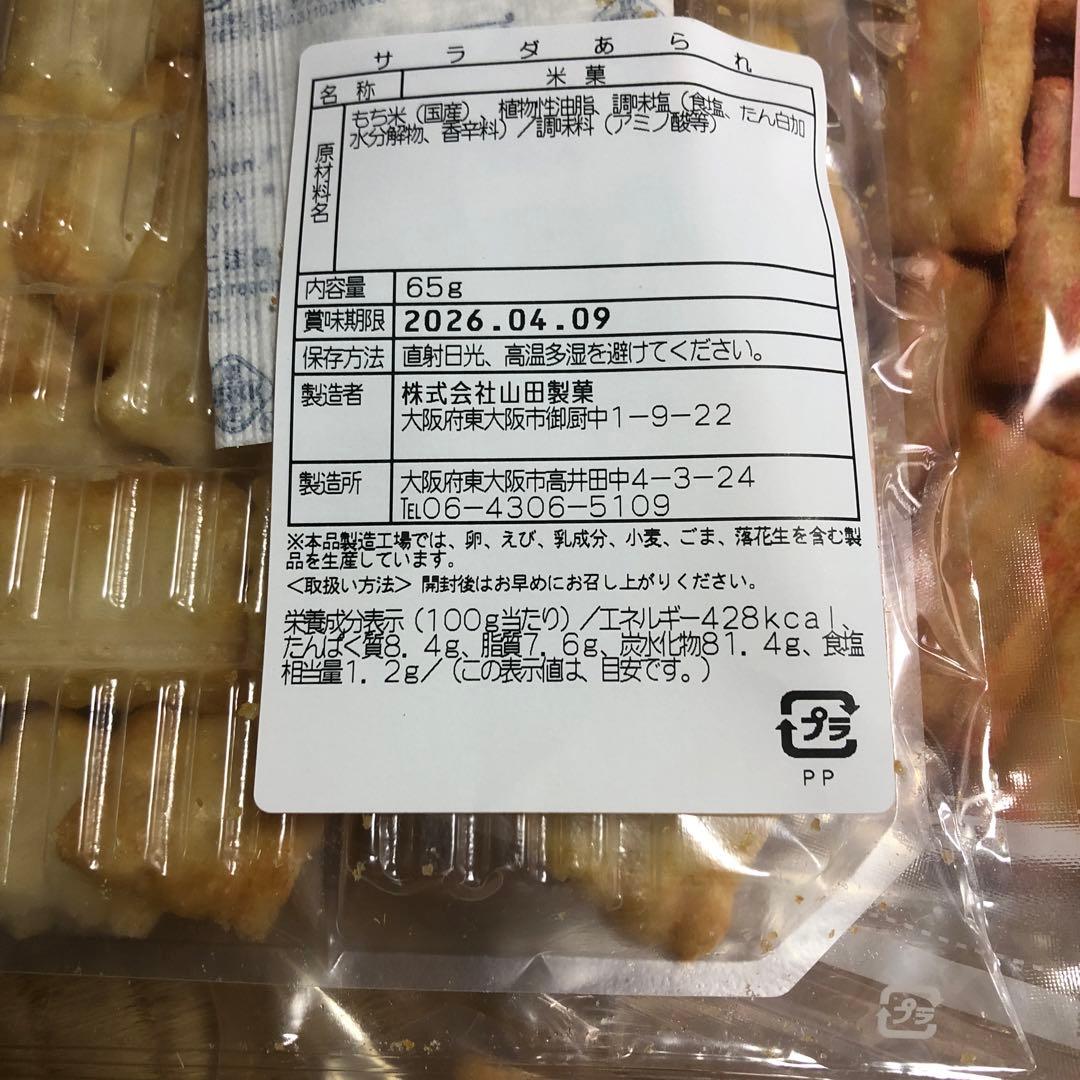 サラダあられ
名称 米菓
原材料名 もち米（国産）、植物性油脂、調味塩（食塩、たん白加
水分解物、香辛料）／調味料（アミノ酸等）
内容量 65g
賞味期限 2026.04.09
保存方法 直射日光、高温多湿を避けてください。
製造者 株式会社山田製菓
大阪府東大阪市御厨中1-9-22
製造所 大阪府東大阪市高井田中4-3-24
℡06-4306-5109
※本品製造工場では、卵、えび、乳成分、小麦、ごま、落花生を含む製
品を生産しています。
<取扱い方法> 開封後はお早めにお召し上がりください。
栄養成分表示（100g当たり）／エネルギー428kcal、
たんぱく質8.4g、脂質7.6g、炭水化物81.4g、食塩
相当量1.2g／（この表示値は、目安です。）
プラ
PP
プラ